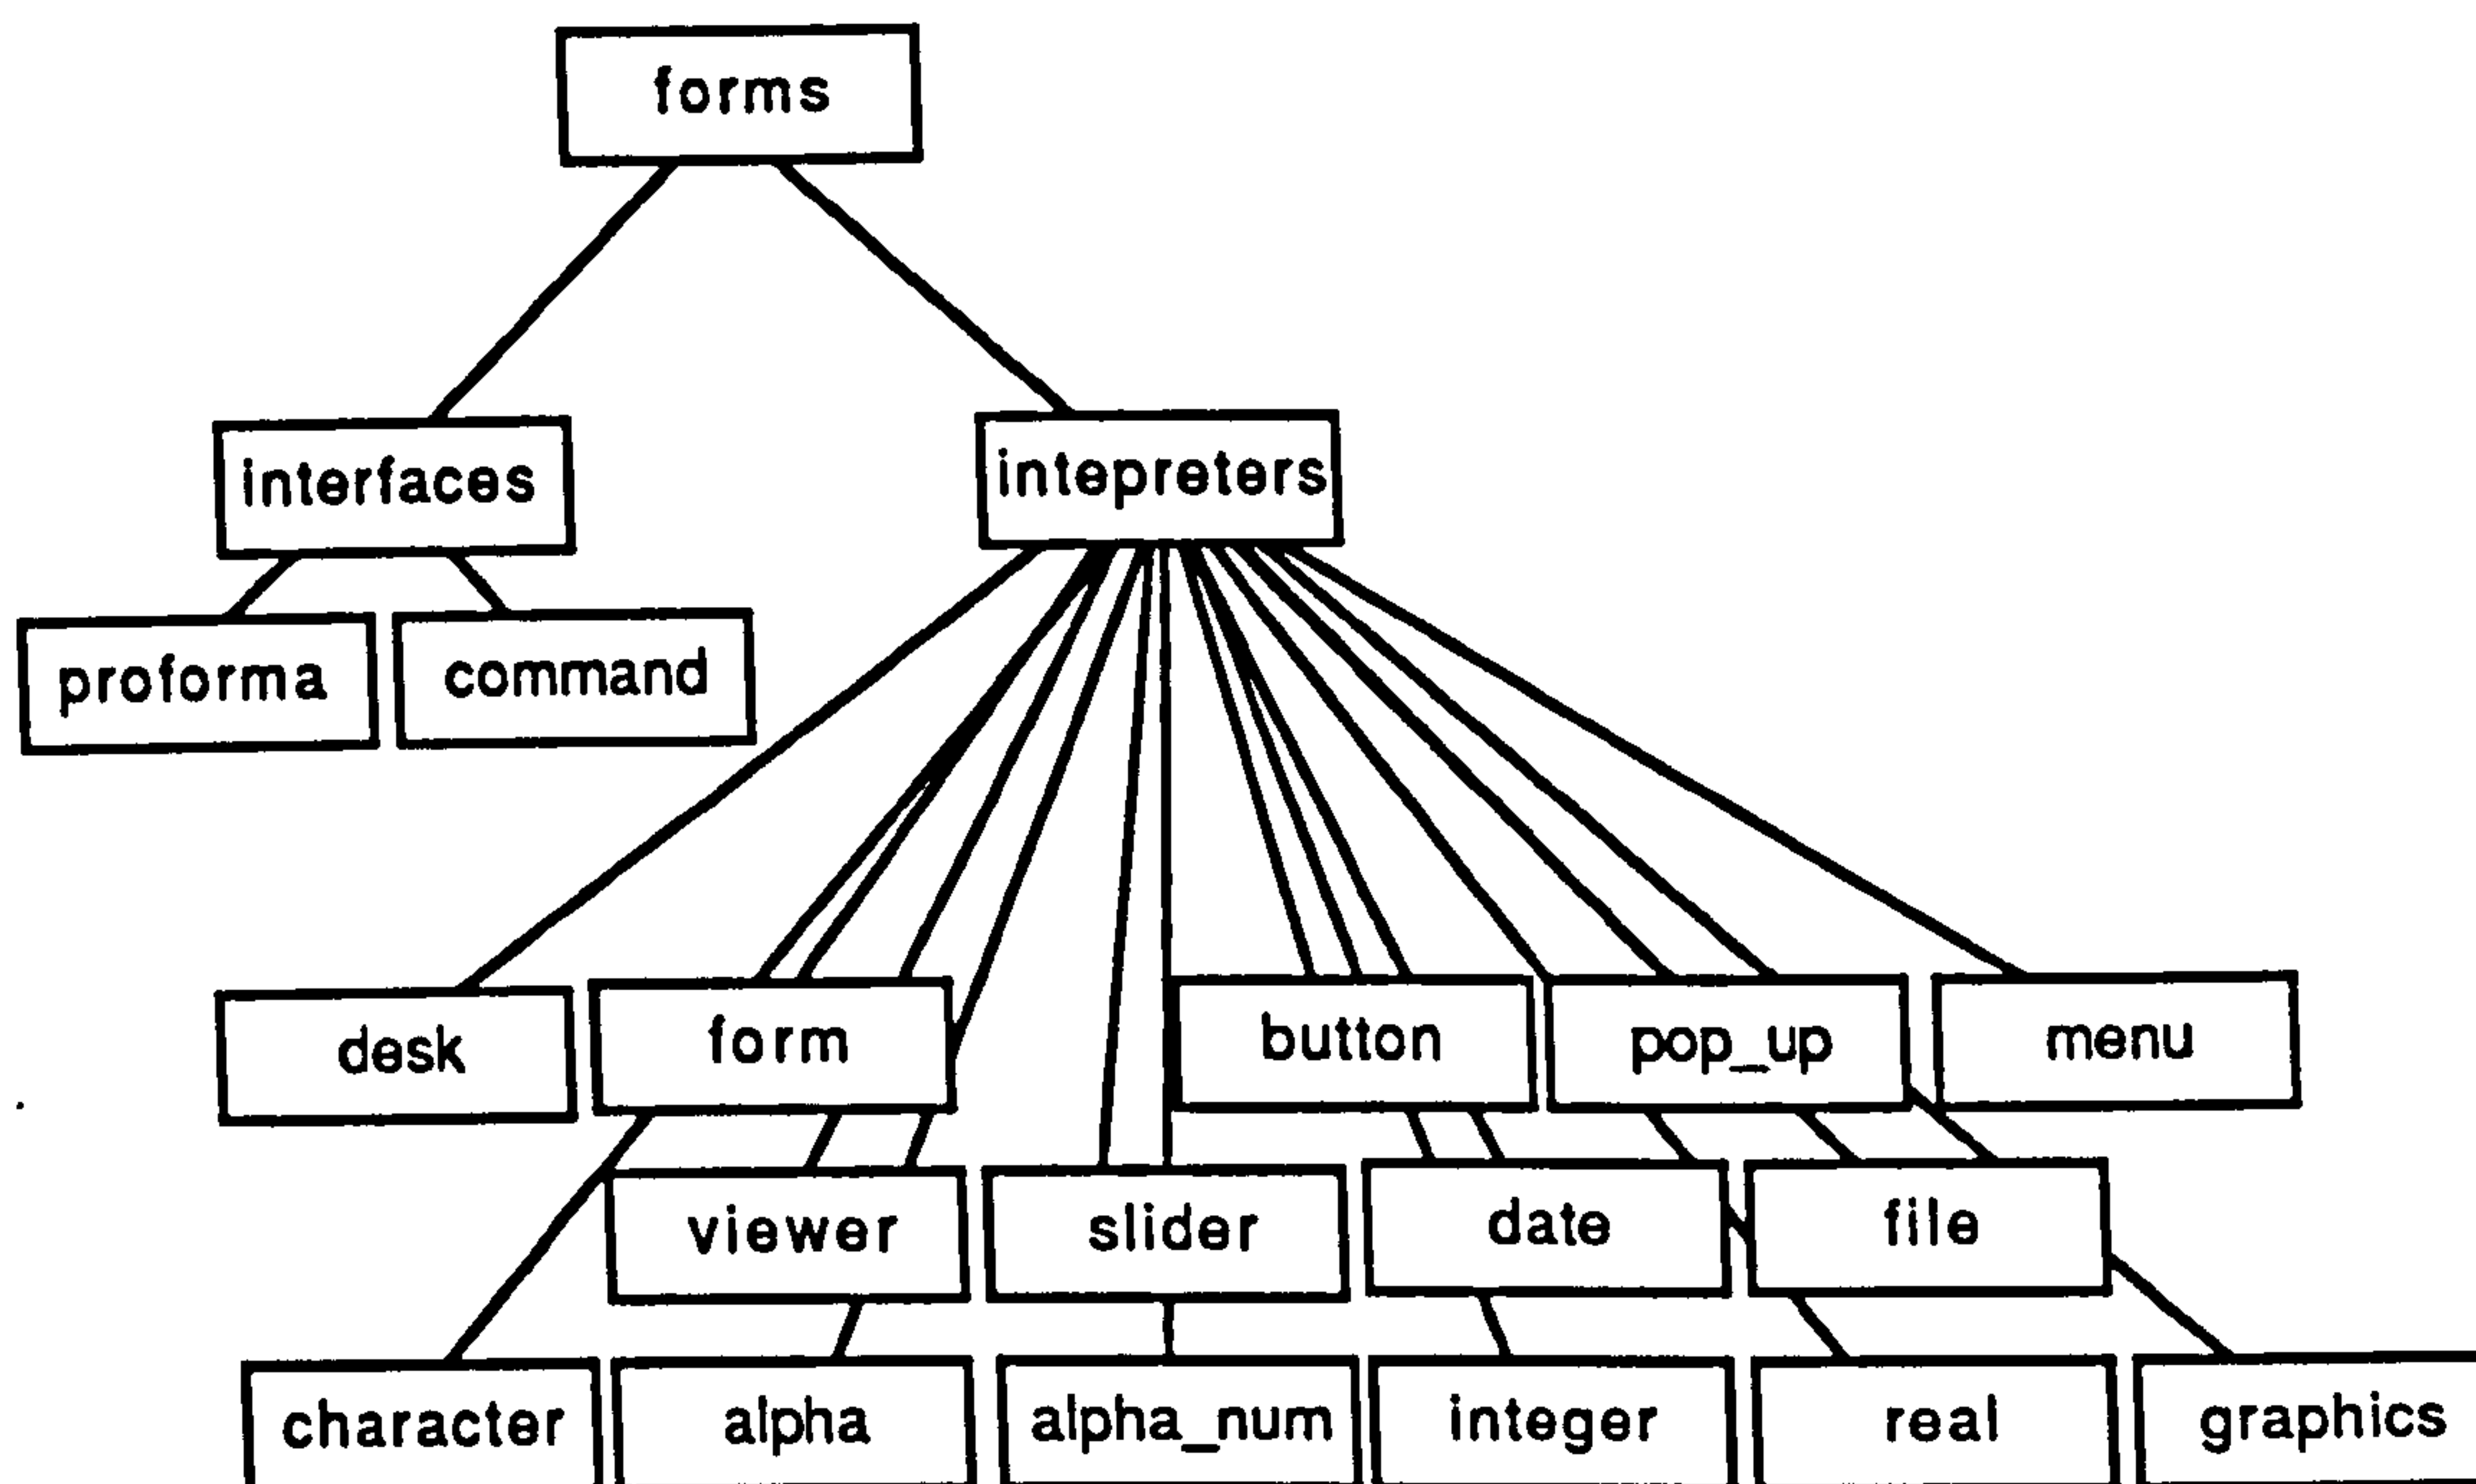 forms
interfaces
intepreters
proforma
command
desk
form
button
pop_up
menu
viewer
slider
date
file
character
alpha
alpha_num
integer
real
graphics